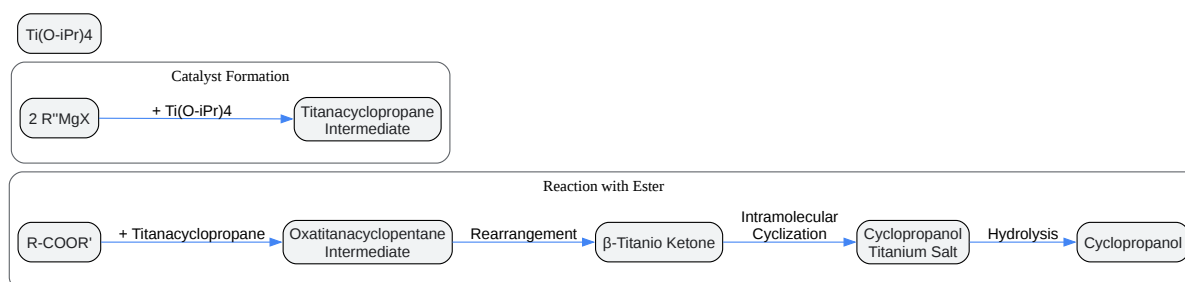 Ti(O-iPr)4
Catalyst Formation
2 R"MgX
+ Ti(O-iPr)4
Titanacyclopropane
Intermediate
Reaction with Ester
R-COOR'
+ Titanacyclopropane
Oxatitanacyclopentane
Intermediate
Rearrangement
β-Titanio Ketone
Intramolecular
Cyclization
Cyclopropanol
Titanium Salt
Hydrolysis
Cyclopropanol